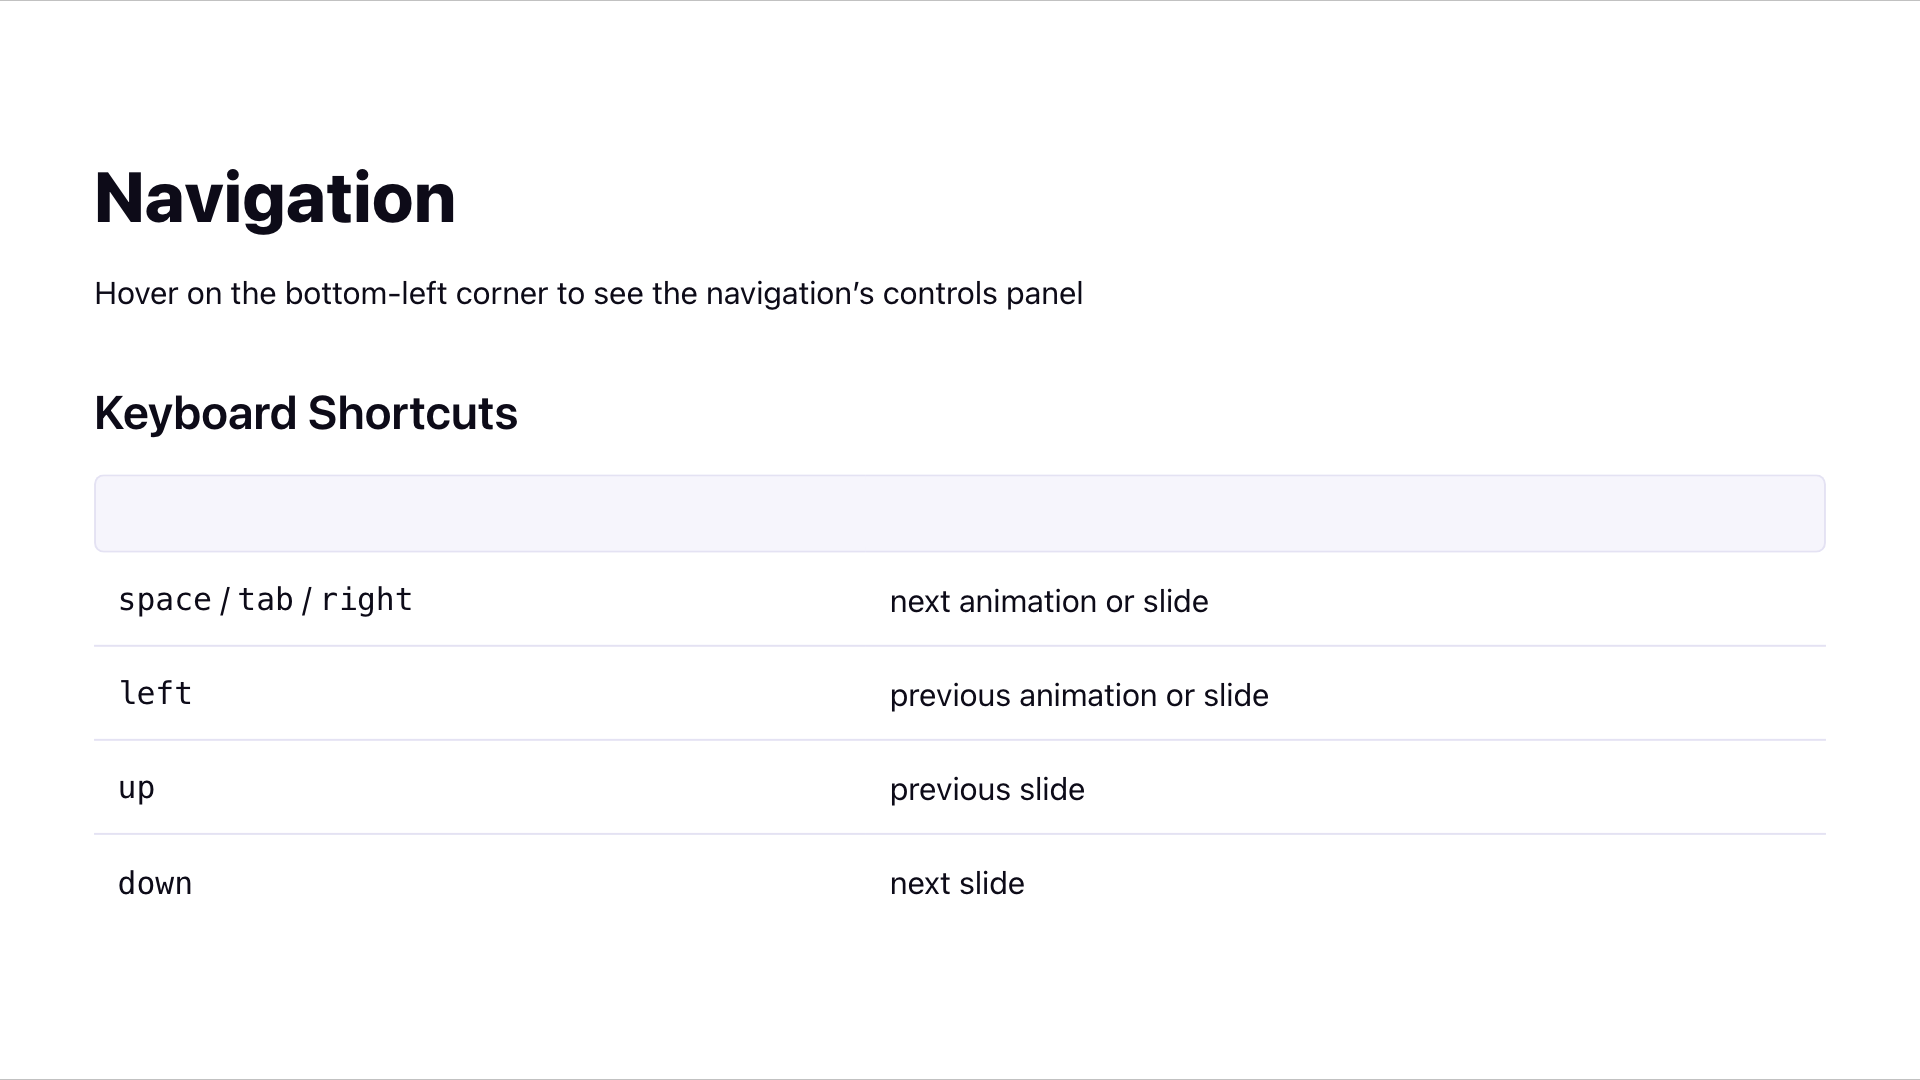 Navigation
Hover on the bottom-left corner to see the navigation’s controls panel
Keyboard Shortcuts
space / tab / right next animation or slide
left previous animation or slide
up previous slide
down next slide